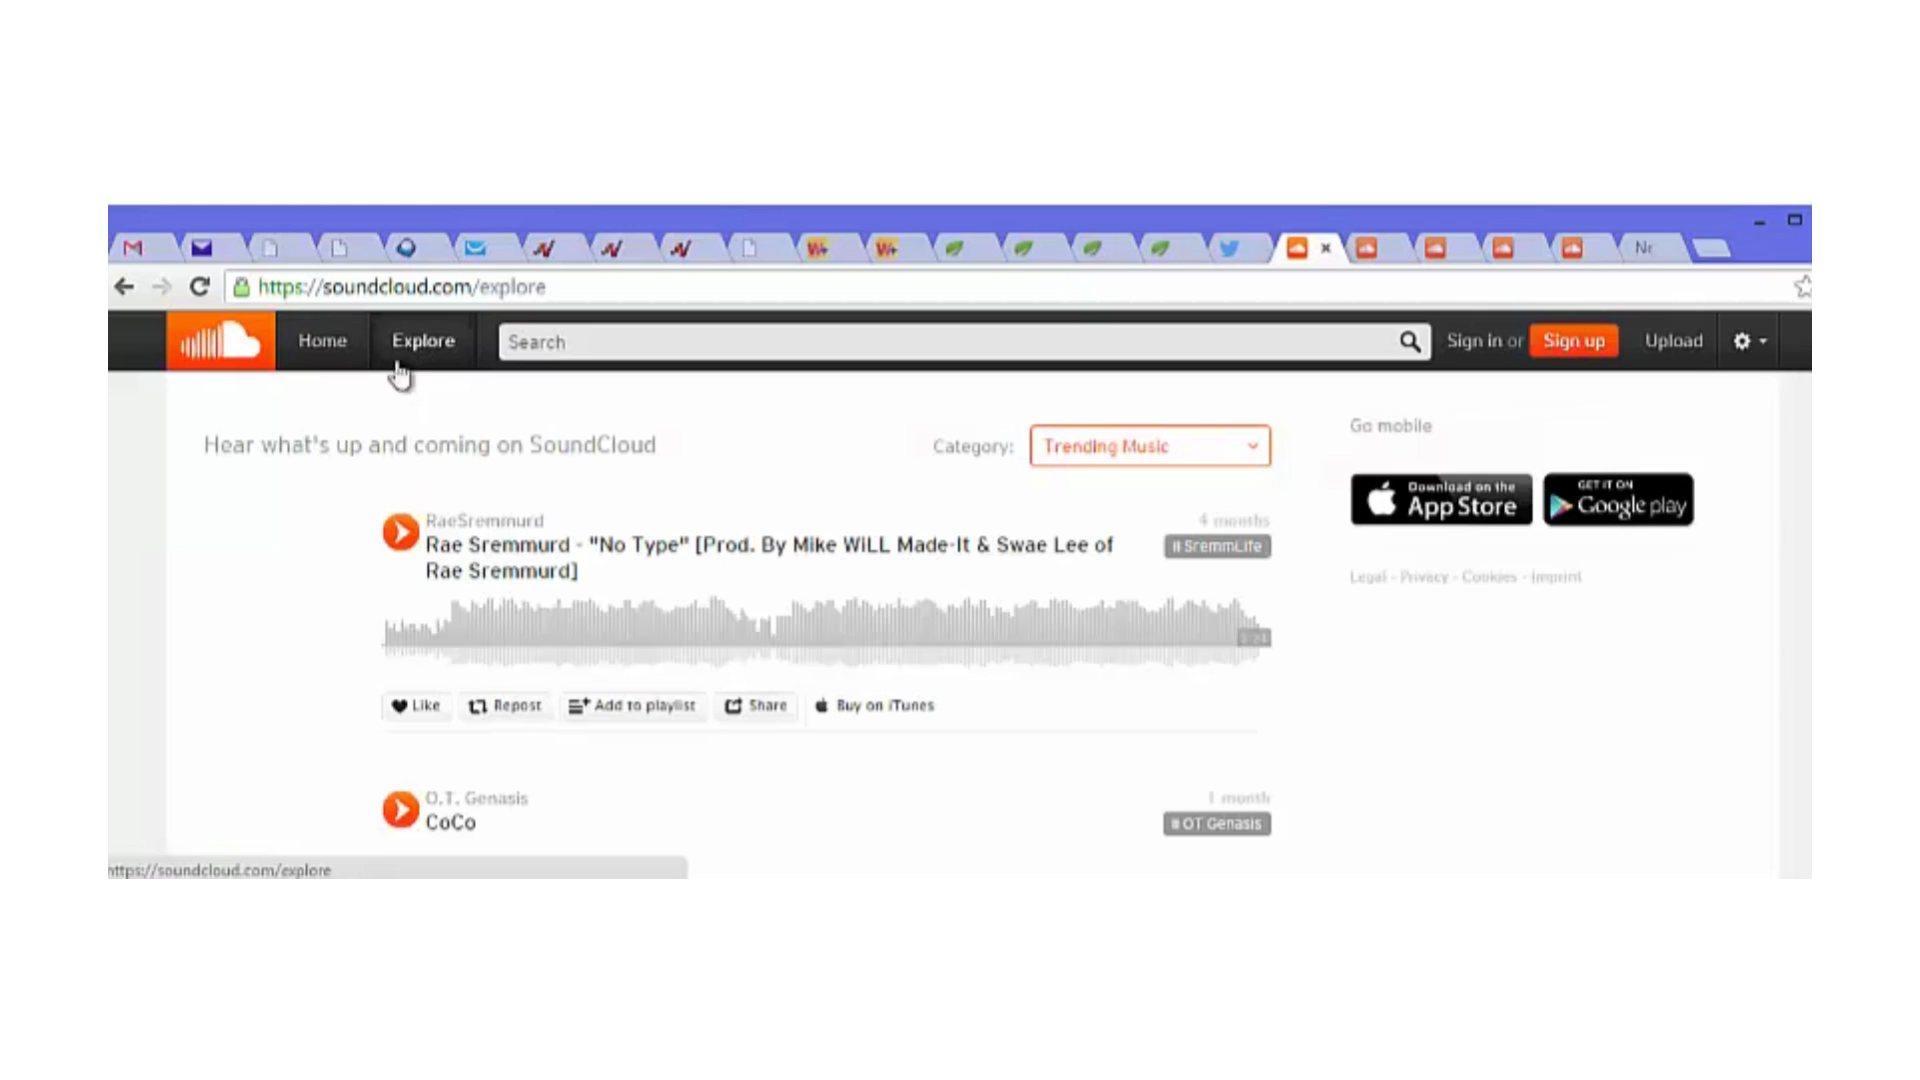 https://soundcloud.com/explore
Home
Explore
Search
Sign in or
Sign up
Upload
Hear what's up and coming on SoundCloud
Category:
Trending Music
Go mobile
Download on the
App Store
GET IT ON
Google play
RaeSremmurd
4 months
Rae Sremmurd - "No Type" [Prod. By Mike WiLL Made-It & Swae Lee of
Rae Sremmurd]
# SremmLife
Legal - Privacy - Cookies - Imprint
Like
Repost
Add to playlist
Share
Buy on iTunes
O.T. Genasis
1 month
CoCo
# OT Genasis
https://soundcloud.com/explore